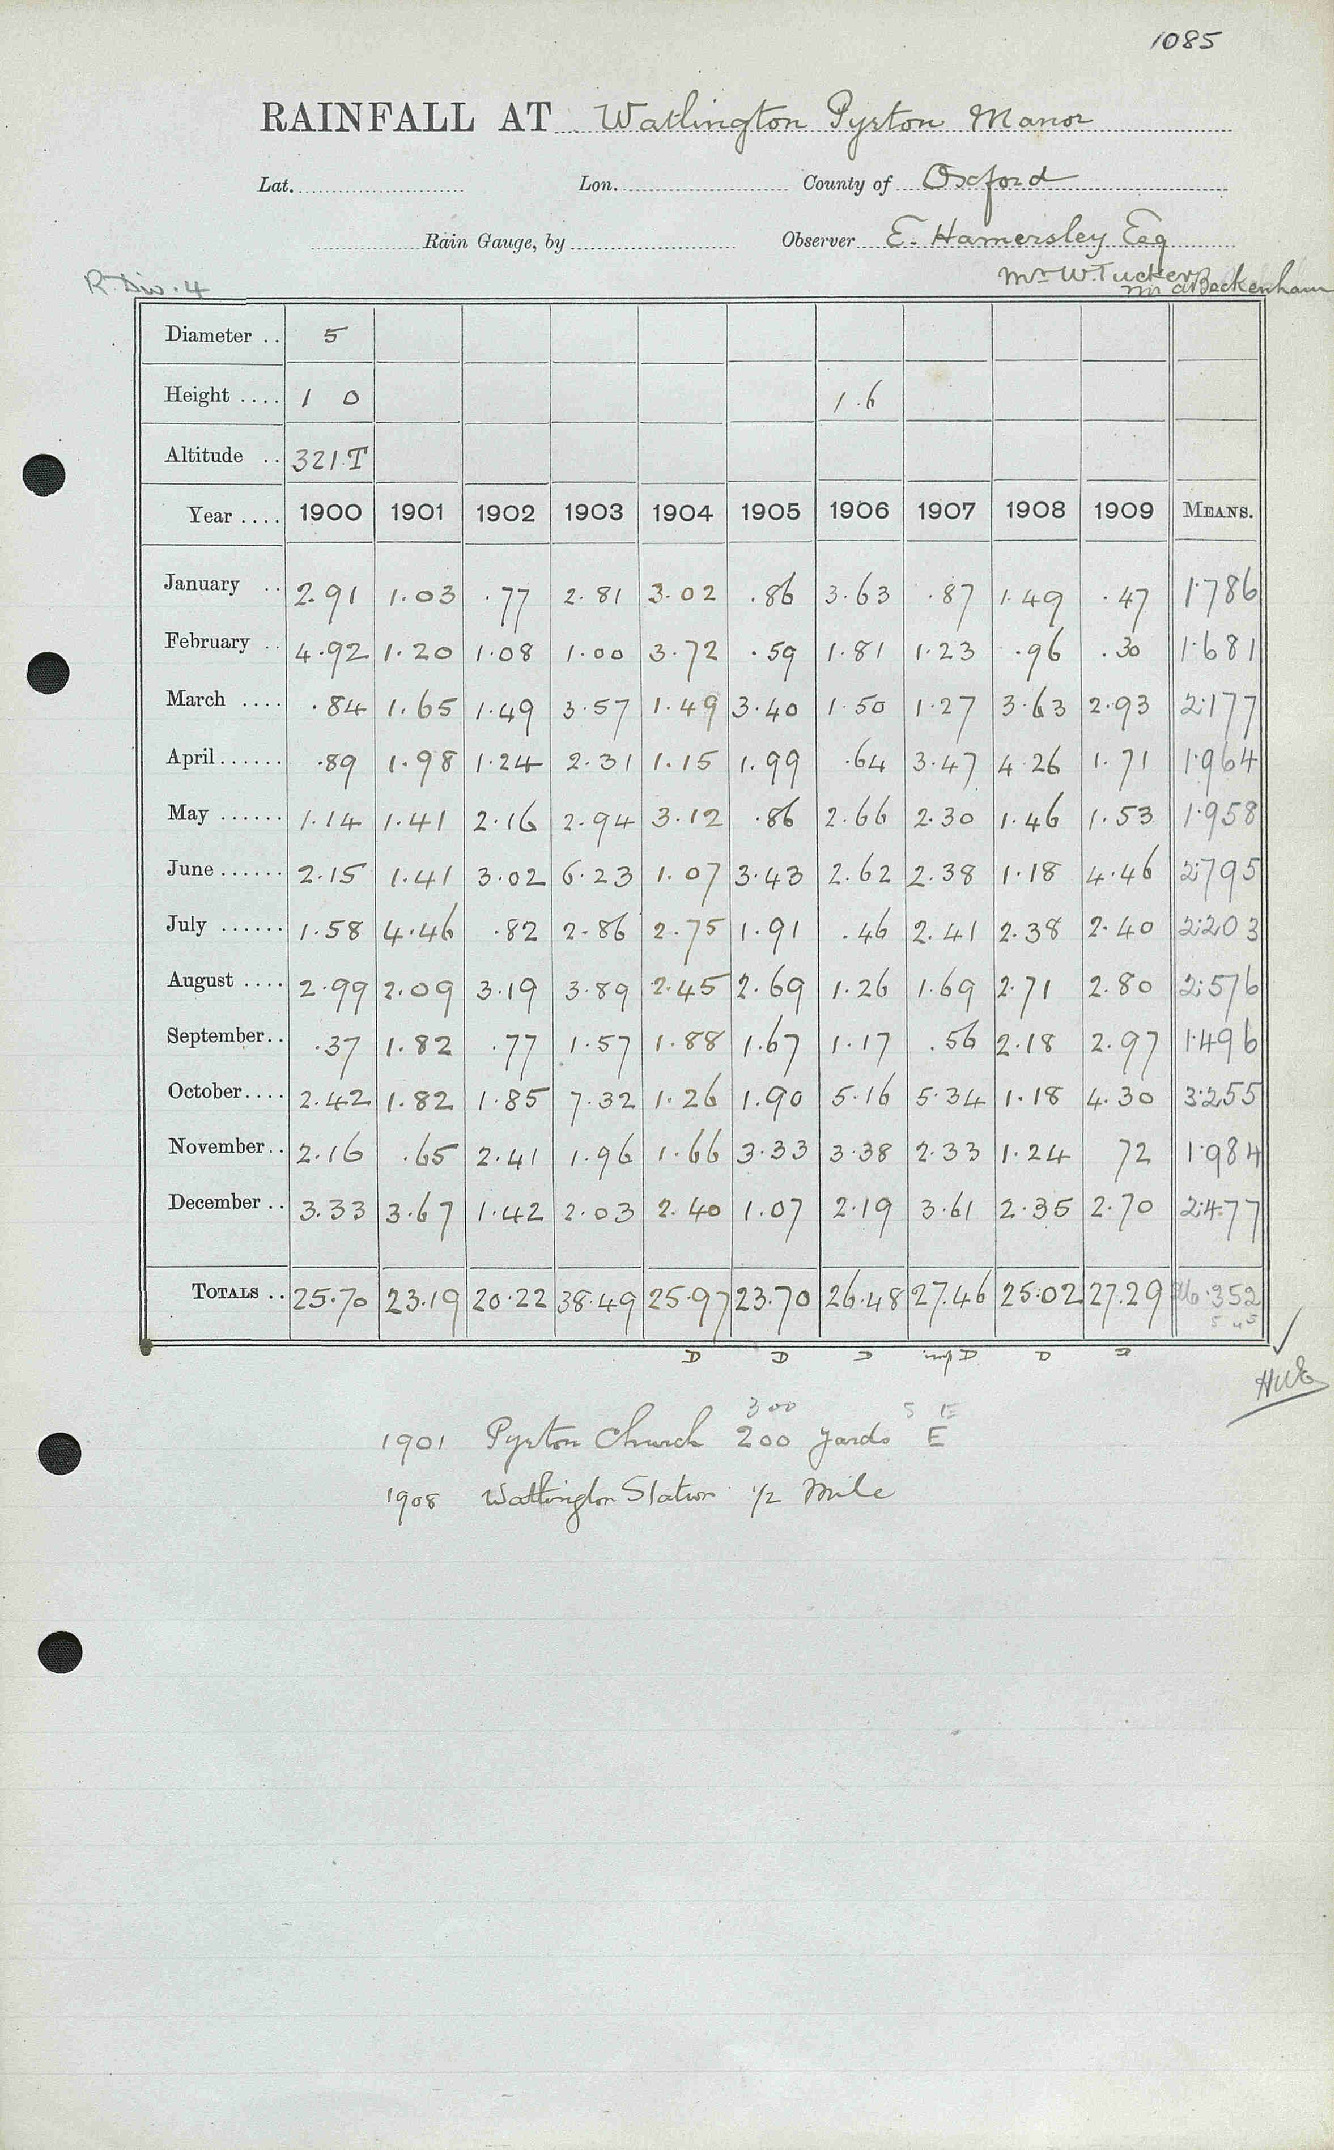 1085
RAINFALL AT Watlington Pyrton Manor
Lat. Lon. County of Oxford
Rain Gauge, by Observer E. Hamersley Esq
Mr W. Tucker
Mr A Beckenham
R. Div. 4
Diameter .. 5
Height .... 1 0 1.6
Altitude .. 321.T
Year .... 1900 1901 1902 1903 1904 1905 1906 1907 1908 1909 MEANS.
January .. 2.91 1.03 .77 2.81 3.02 .86 3.63 .87 1.49 .47 1.786
February .. 4.92 1.20 1.08 1.00 3.72 .59 1.81 1.23 .96 .30 1.681
March .... .84 1.65 1.49 3.57 1.49 3.40 1.50 1.27 3.63 2.93 2.177
April ...... .89 1.98 1.24 2.31 1.15 1.99 .64 3.47 4.26 1.71 1.964
May ...... 1.14 1.41 2.16 2.94 3.12 .86 2.66 2.30 1.46 1.53 1.958
June ...... 2.15 1.41 3.02 6.23 1.07 3.43 2.62 2.38 1.18 4.46 2.795
July ...... 1.58 4.46 .82 2.86 2.75 1.91 .46 2.41 2.38 2.40 2.203
August .... 2.99 2.09 3.19 3.89 2.45 2.69 1.26 1.69 2.71 2.80 2.576
September.. .37 1.82 .77 1.57 1.88 1.67 1.17 .56 2.18 2.97 1.496
October.... 2.42 1.82 1.85 7.32 1.26 1.90 5.16 5.34 1.18 4.30 3.255
November.. 2.16 .65 2.41 1.96 1.66 3.33 3.38 2.33 1.24 72 1.984
December .. 3.33 3.67 1.42 2.03 2.40 1.07 2.19 3.61 2.35 2.70 2.477
TOTALS .. 25.70 23.19 20.22 38.49 25.97 23.70 26.48 27.46 25.02 27.29 26.352
D D D D D D
300 S E
1901 Pyrton Church 200 yards E
1908 Watlington Station 1/2 Mile